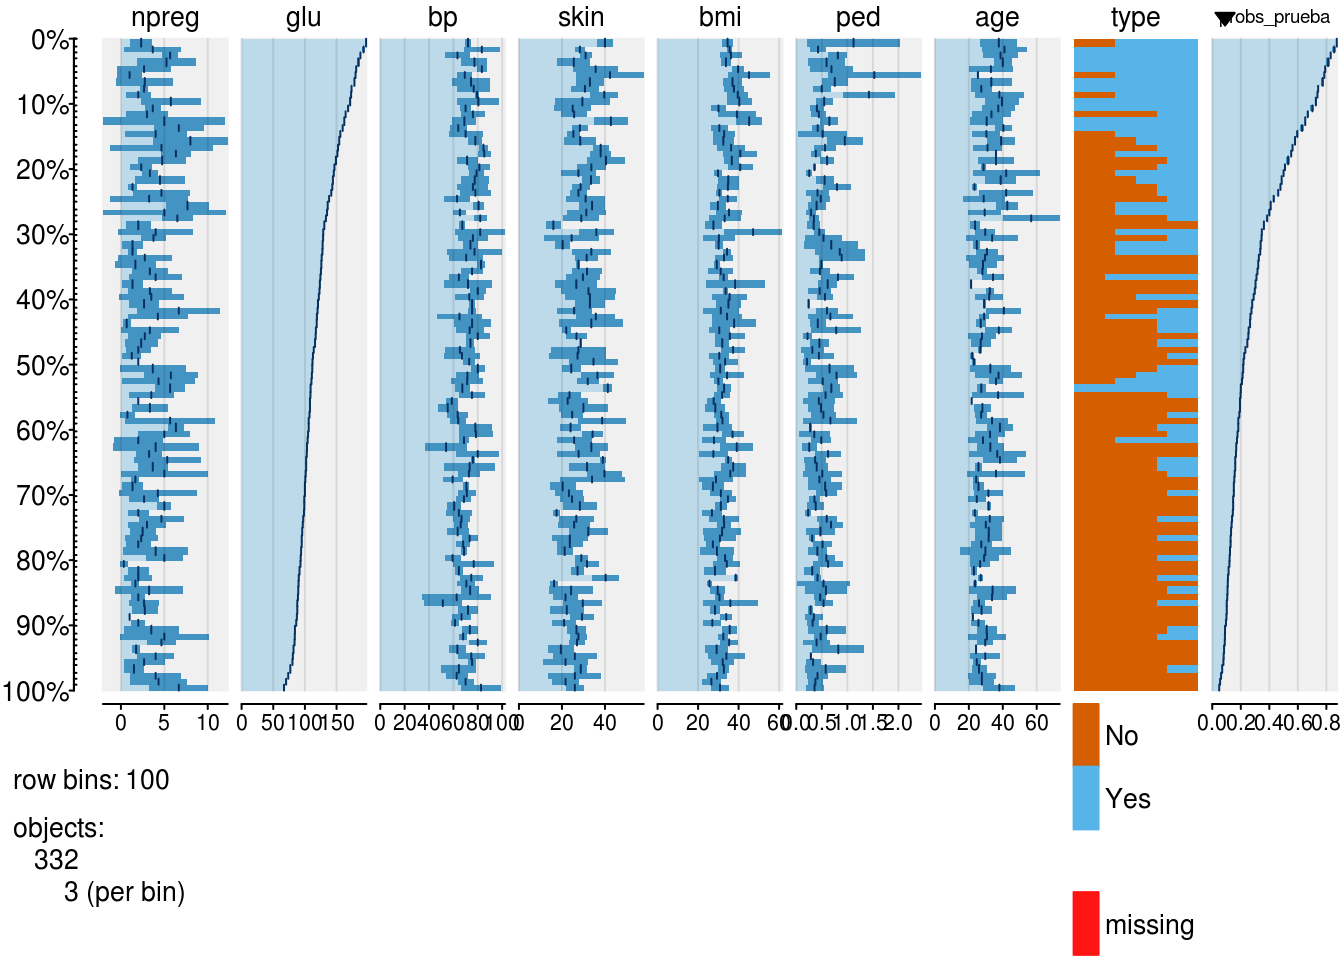 npreg glu bp skin bmi ped age type probs_prueba
0%
10%
20%
30%
40%
50%
60%
70%
80%
90%
100%
0 5 10 0 50 100 150 0 20 40 60 80 100 0 20 40 0 20 40 60 0.0 0.5 1.0 1.5 2.0 0 20 40 60 0.0 0.2 0.4 0.6 0.8
No
row bins: 100
Yes
objects:
332
3 (per bin)
missing